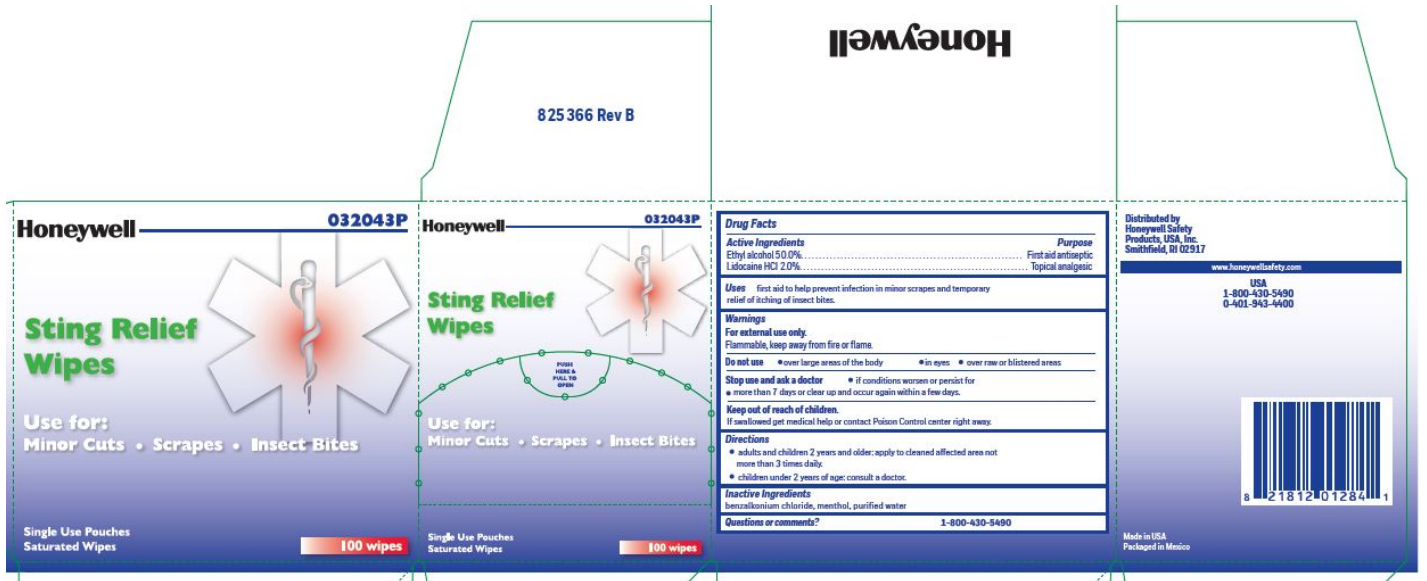 Honeywell
825366 Rev B
Honeywell 032043P
Sting Relief
Wipes
Use for:
Minor Cuts • Scrapes • Insect Bites
Single Use Pouches
Saturated Wipes
100 wipes
Honeywell 032043P
Sting Relief
Wipes
PUSH
HERE &
PULL TO
OPEN
Use for:
Minor Cuts • Scrapes • Insect Bites
Single Use Pouches
Saturated Wipes
100 wipes
Drug Facts
Active Ingredients Purpose
Ethyl alcohol 50.0%.......................................................... First aid antiseptic
Lidocaine HCl 2.0%.......................................................... Topical analgesic
Uses first aid to help prevent infection in minor scrapes and temporary
relief of itching of insect bites.
Warnings
For external use only.
Flammable, keep away from fire or flame.
Do not use • over large areas of the body • in eyes • over raw or blistered areas
Stop use and ask a doctor • if conditions worsen or persist for
• more than 7 days or clear up and occur again within a few days.
Keep out of reach of children.
If swallowed get medical help or contact Poison Control center right away.
Directions
• adults and children 2 years and older: apply to cleaned affected area not
more than 3 times daily.
• children under 2 years of age: consult a doctor.
Inactive Ingredients
benzalkonium chloride, menthol, purified water
Questions or comments? 1-800-430-5490
Distributed by
Honeywell Safety
Products, USA, Inc.
Smithfield, RI 02917
www.honeywellsafety.com
USA
1-800-430-5490
0-401-943-4400
8 21812 01284 1
Made in USA
Packaged in Mexico